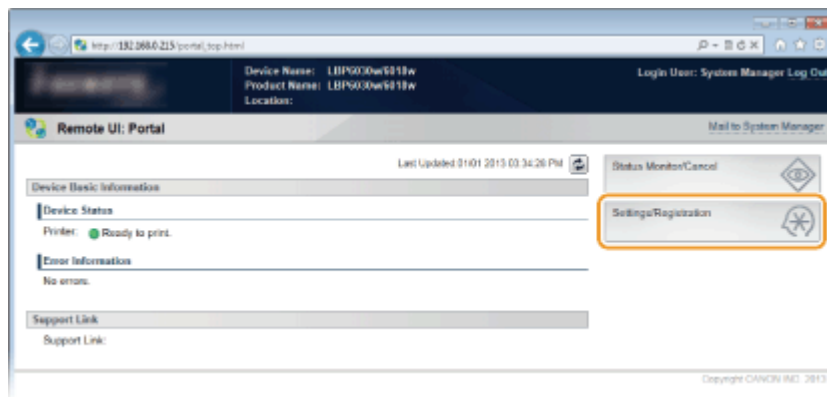 http://192.168.0.215/portal_top.html
Device Name: LBP6030w/6018w
Product Name: LBP6030w/6018w
Location:
Login User: System Manager Log Out
Remote UI: Portal
Mail to System Manager
Last Updated 01/01 2013 03:34:28 PM
Status Monitor/Cancel
Device Basic Information
Device Status
Settings/Registration
Printer: Ready to print.
Error Information
No errors.
Support Link
Support Link:
Copyright CANON INC. 2013